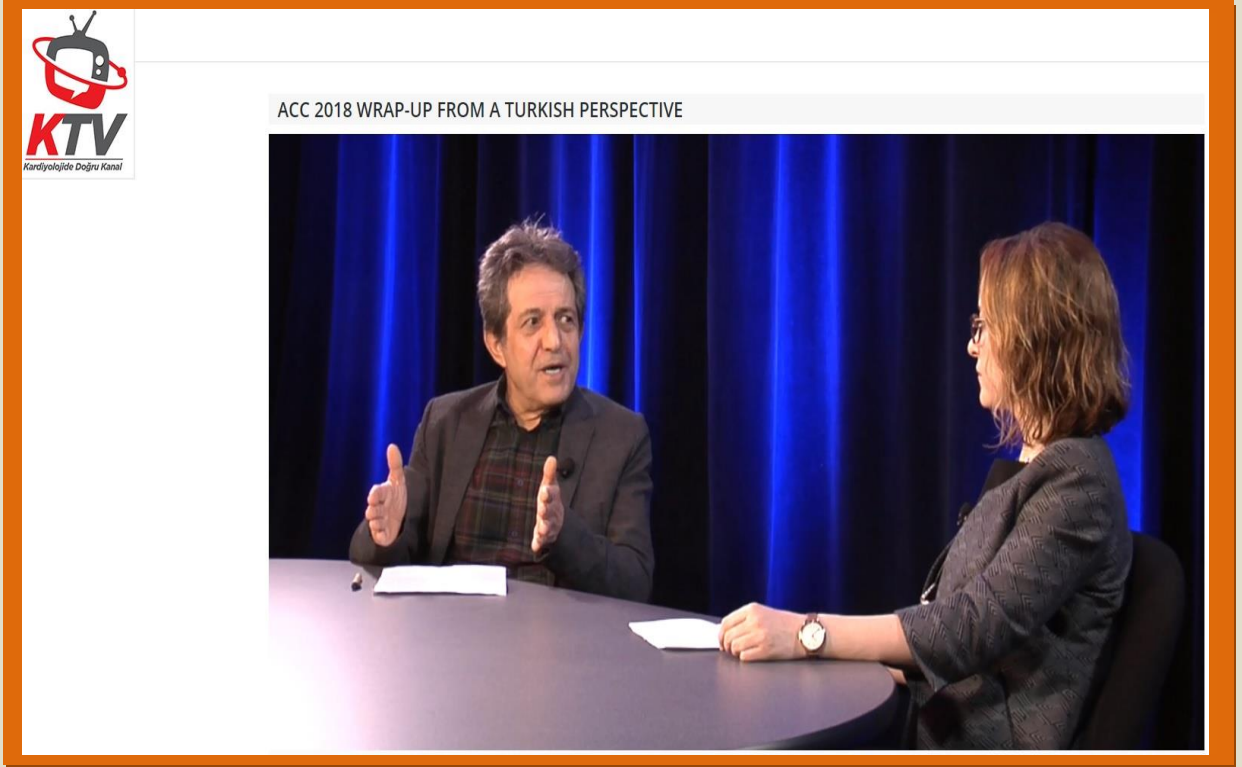 KTV
Kardiyolojide Doğru Kanal
ACC 2018 WRAP-UP FROM A TURKISH PERSPECTIVE